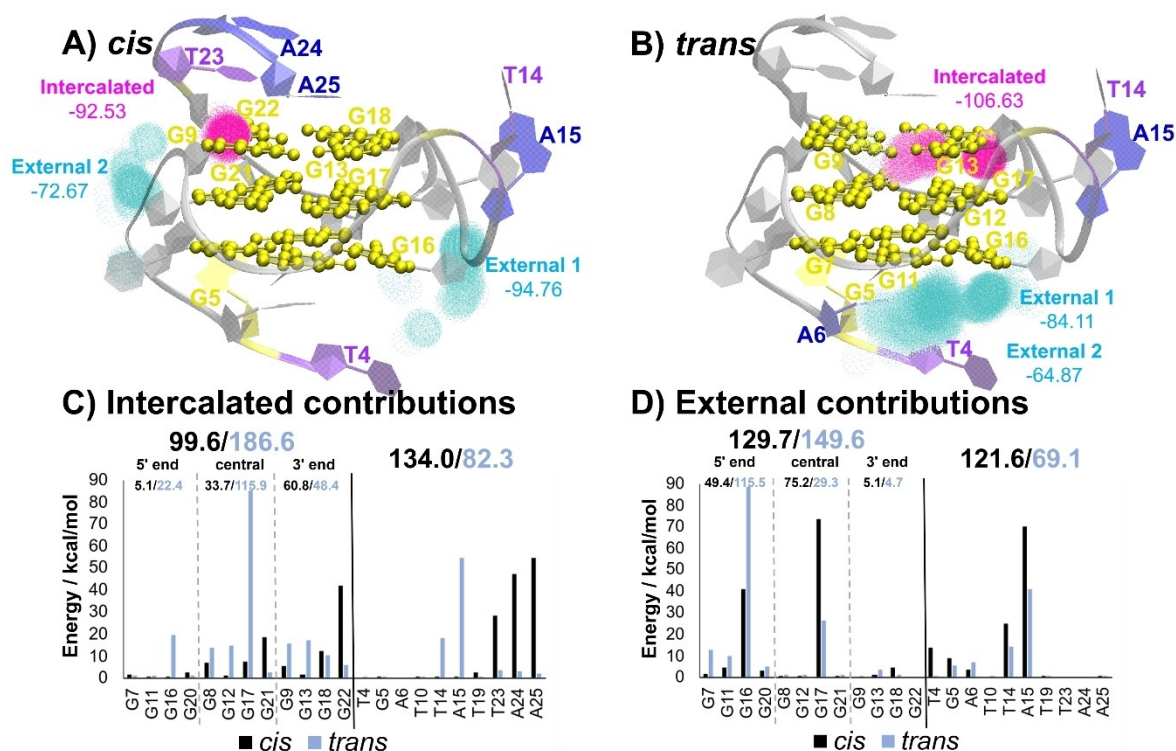 A) cis
T23
A24
A25
Intercalated
-92.53
G22
G9
G18
T14
A15
External 2
-72.67
G21
G13
G17
G16
External 1
-94.76
G5
T4
B) trans
Intercalated
-106.63
T14
A15
G9
G13
G17
G8
G12
G16
G7
G11
G5
A6
T4
External 1
-84.11
External 2
-64.87
C) Intercalated contributions
99.6/186.6
134.0/82.3
5' end central 3' end
5.1/22.4 33.7/115.9 60.8/48.4
Energy / kcal/mol
90
80
70
60
50
40
30
20
10
0
G7 G11 G16 G20 G8 G12 G17 G21 G9 G13 G18 G22 T4 G5 A6 T10 T14 A15 T19 T23 A24 A25
cis trans
D) External contributions
129.7/149.6
121.6/69.1
5' end central 3' end
49.4/115.5 75.2/29.3 5.1/4.7
Energy / kcal/mol
90
80
70
60
50
40
30
20
10
0
G7 G11 G16 G20 G8 G12 G17 G21 G9 G13 G18 G22 T4 G5 A6 T10 T14 A15 T19 T23 A24 A25
cis trans